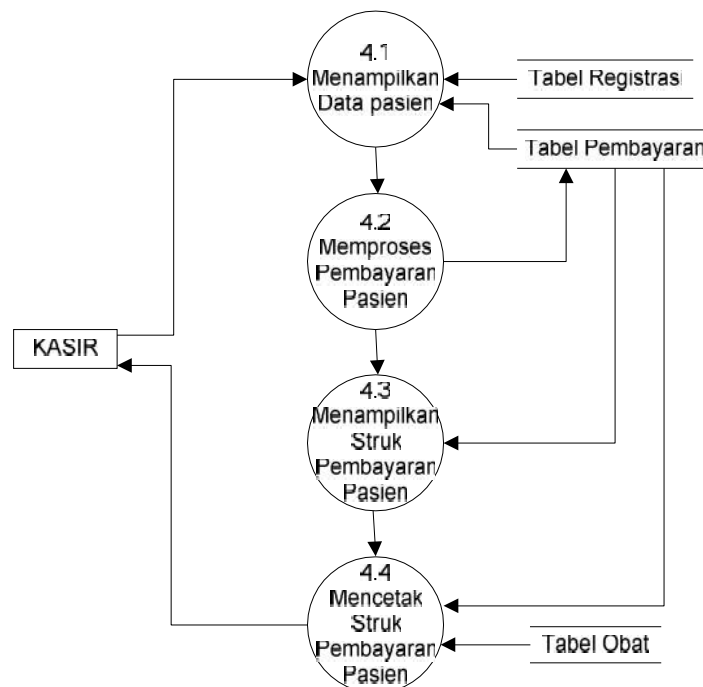 4.1
Menampilkan
Data pasien
Tabel Registrasi
Tabel Pembayaran
4.2
Memproses
Pembayaran
Pasien
KASIR
4.3
Menampilkan
Struk
Pembayaran
Pasien
4.4
Mencetak
Struk
Pembayaran
Pasien
Tabel Obat